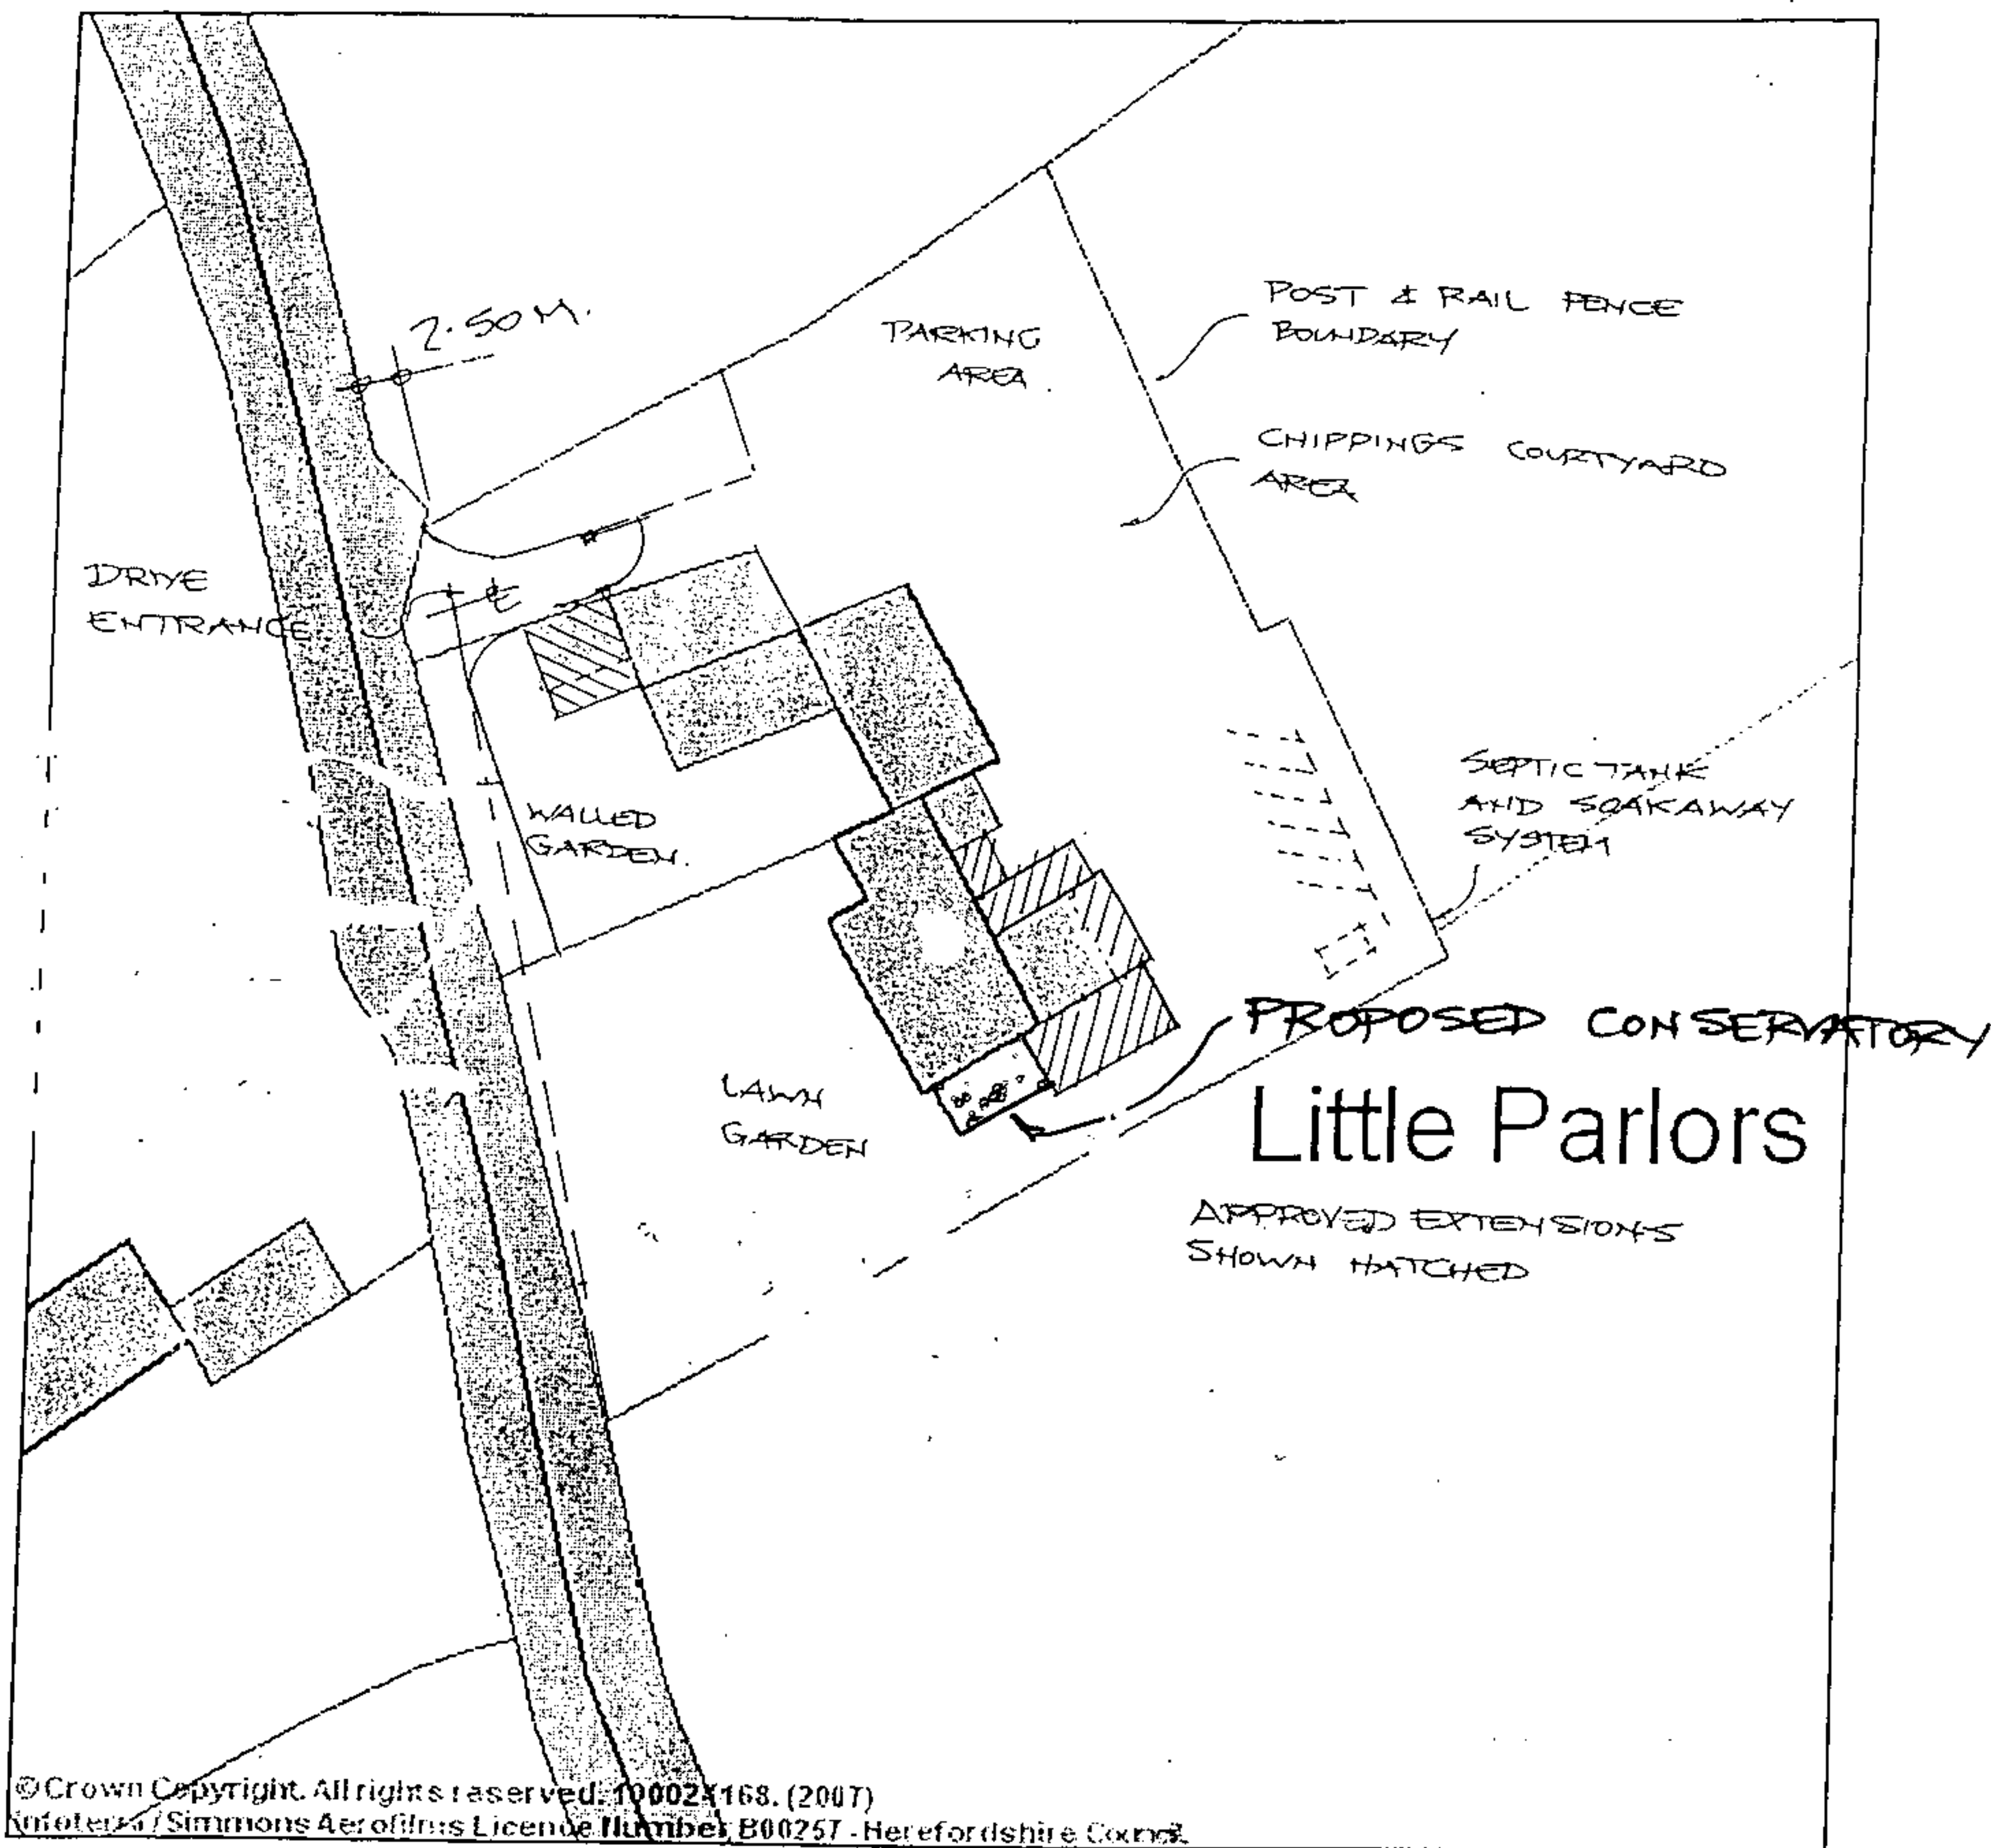 2.50 M.
PARKING
AREA
POST & RAIL FENCE
BOUNDARY
CHIPPINGS COURTYARD
AREA
DRIVE
ENTRANCE
WALLED
GARDEN.
SEPTIC TANK
AND SOAKAWAY
SYSTEM
PROPOSED CONSERVATORY
Little Parlors
LAWN
GARDEN
APPROVED EXTENSIONS
SHOWN HATCHED
© Crown Copyright. All rights reserved. (2007)
/ Simmons Aerofilms Licence Number B00257 - Herefordshire Council.